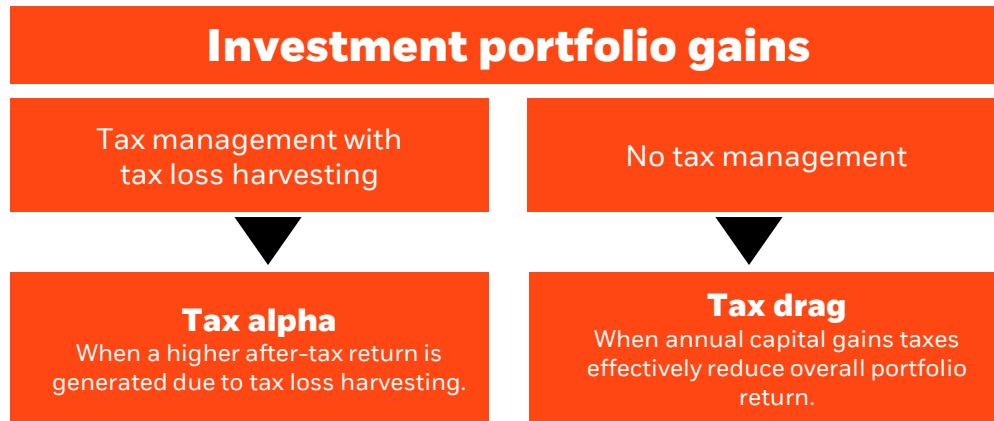 Investment portfolio gains
Tax management with
tax loss harvesting
No tax management
Tax alpha
When a higher after-tax return is
generated due to tax loss harvesting.
Tax drag
When annual capital gains taxes
effectively reduce overall portfolio
return.